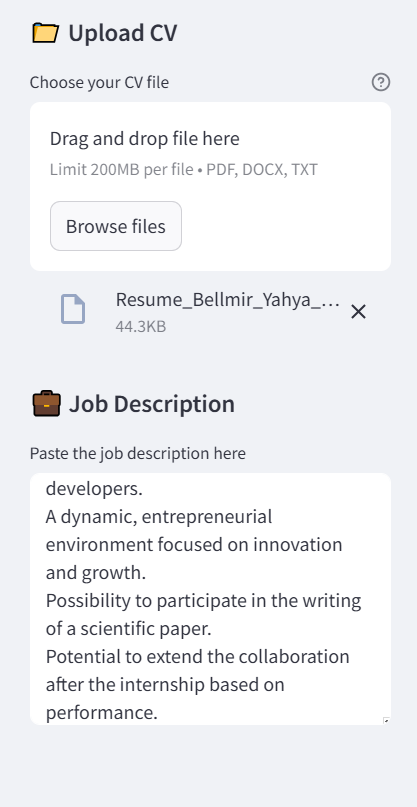 Upload CV
Choose your CV file
Drag and drop file here
Limit 200MB per file • PDF, DOCX, TXT
Browse files
Resume_Bellmir_Yahya_...
44.3KB
Job Description
Paste the job description here
developers.
A dynamic, entrepreneurial
environment focused on innovation
and growth.
Possibility to participate in the writing
of a scientific paper.
Potential to extend the collaboration
after the internship based on
performance.